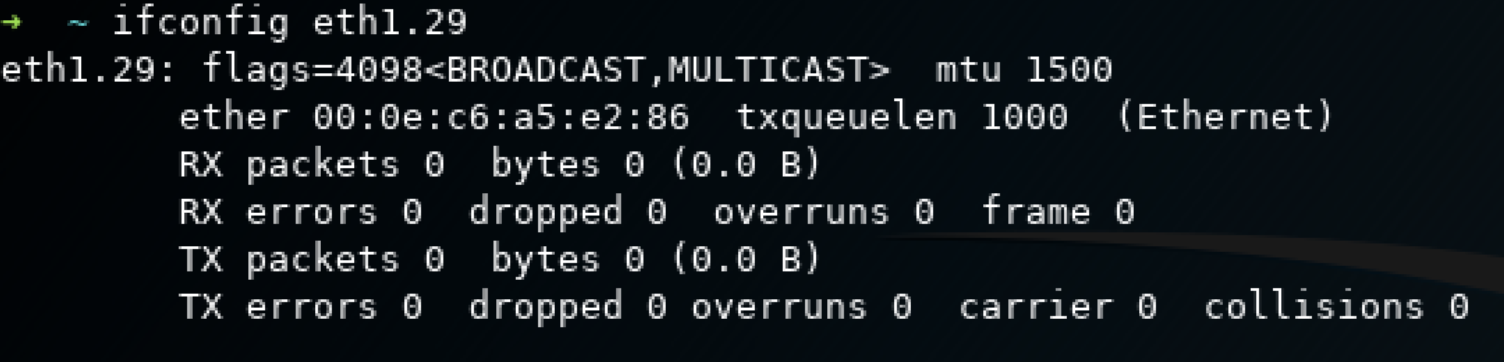 → ~ ifconfig eth1.29
eth1.29: flags=4098<BROADCAST,MULTICAST>  mtu 1500
        ether 00:0e:c6:a5:e2:86  txqueuelen 1000  (Ethernet)
        RX packets 0  bytes 0 (0.0 B)
        RX errors 0  dropped 0  overruns 0  frame 0
        TX packets 0  bytes 0 (0.0 B)
        TX errors 0  dropped 0 overruns 0  carrier 0  collisions 0